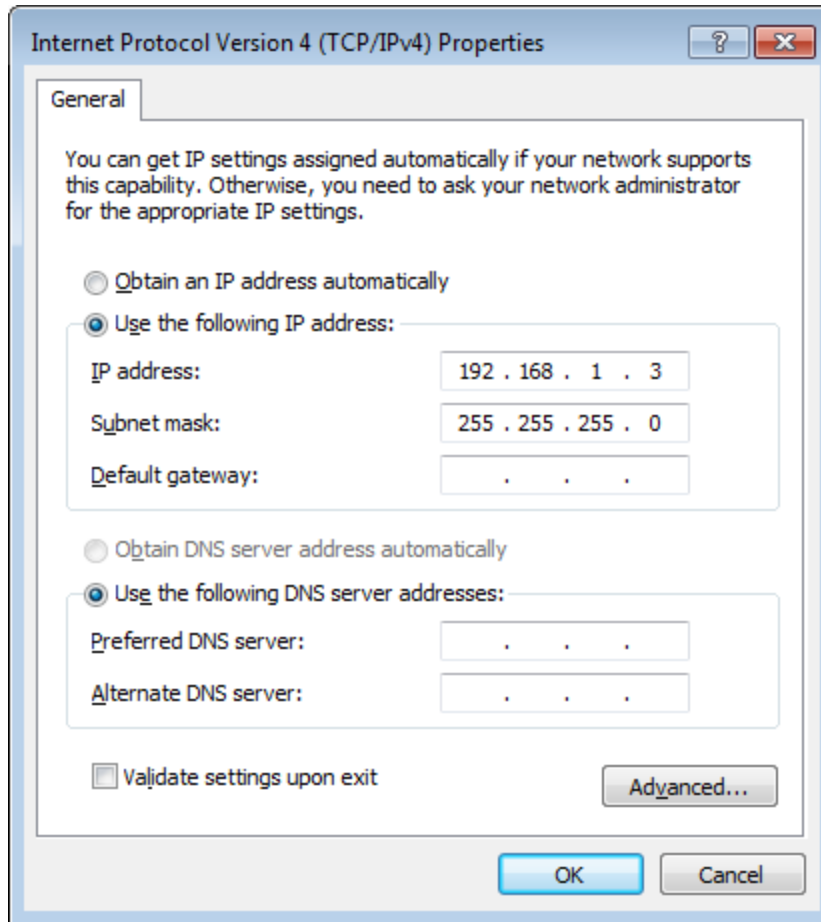 Internet Protocol Version 4 (TCP/IPv4) Properties
General
You can get IP settings assigned automatically if your network supports
this capability. Otherwise, you need to ask your network administrator
for the appropriate IP settings.
Obtain an IP address automatically
Use the following IP address:
IP address: 192 . 168 . 1 . 3
Subnet mask: 255 . 255 . 255 . 0
Default gateway: . . .
Obtain DNS server address automatically
Use the following DNS server addresses:
Preferred DNS server: . . .
Alternate DNS server: . . .
Validate settings upon exit
Advanced...
OK Cancel